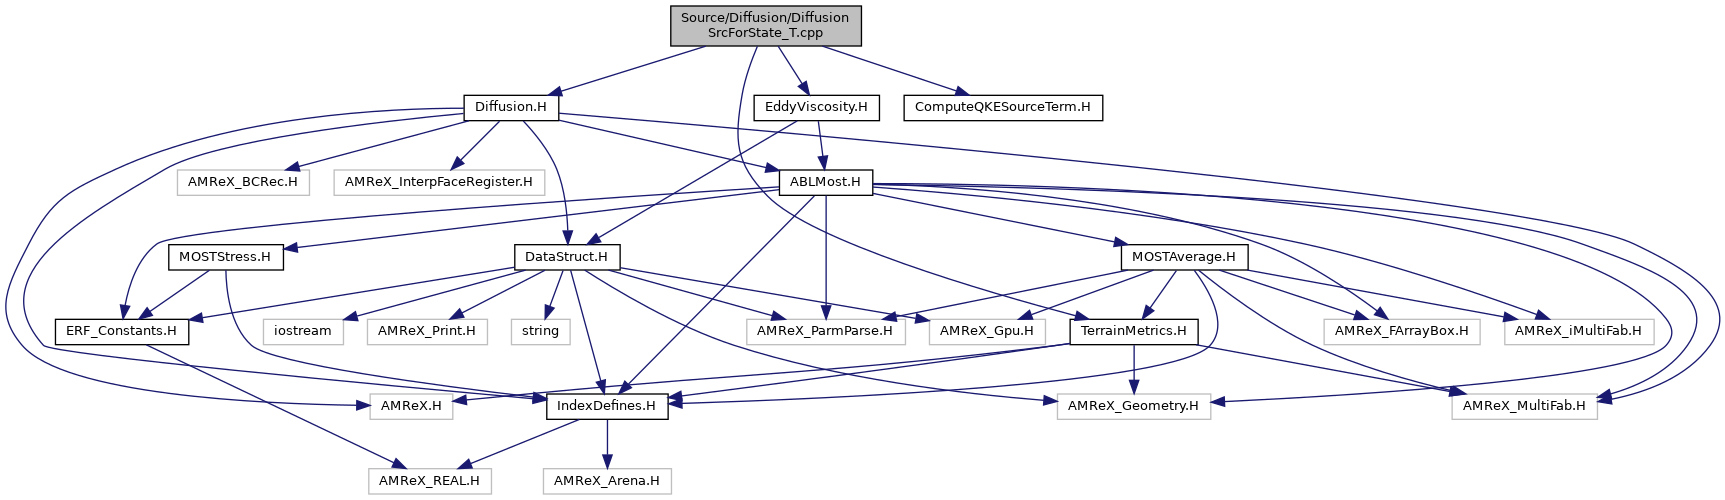 Source/Diffusion/Diffusion
SrcForState_T.cpp
Diffusion.H
EddyViscosity.H
ComputeQKESourceTerm.H
AMReX_BCRec.H
AMReX_InterpFaceRegister.H
ABLMost.H
MOSTStress.H
DataStruct.H
MOSTAverage.H
ERF_Constants.H
iostream
AMReX_Print.H
string
AMReX_ParmParse.H
AMReX_Gpu.H
TerrainMetrics.H
AMReX_FArrayBox.H
AMReX_iMultiFab.H
AMReX.H
IndexDefines.H
AMReX_Geometry.H
AMReX_MultiFab.H
AMReX_REAL.H
AMReX_Arena.H